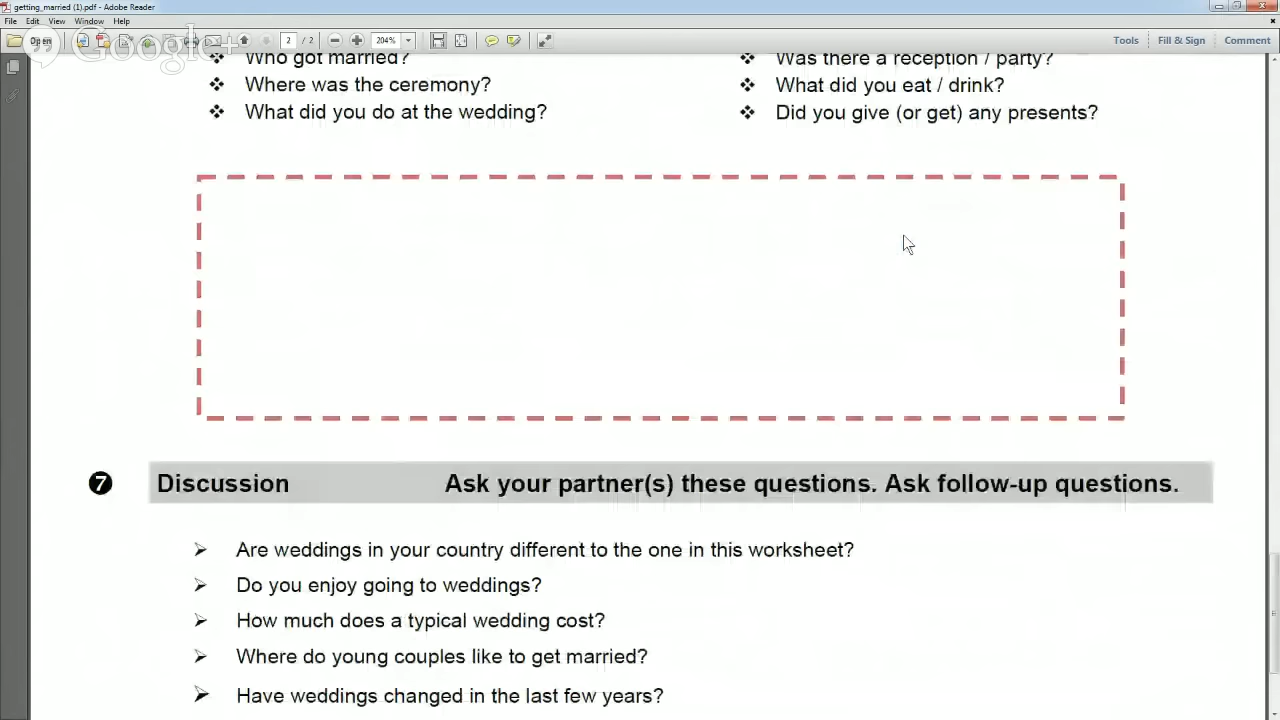 getting_married (1).pdf - Adobe Reader
File Edit View Window Help
Open 2 / 2 204% Tools Fill & Sign Comment
Google+
Who got married?
Where was the ceremony?
What did you do at the wedding?
Was there a reception / party?
What did you eat / drink?
Did you give (or get) any presents?
7 Discussion Ask your partner(s) these questions. Ask follow-up questions.
Are weddings in your country different to the one in this worksheet?
Do you enjoy going to weddings?
How much does a typical wedding cost?
Where do young couples like to get married?
Have weddings changed in the last few years?